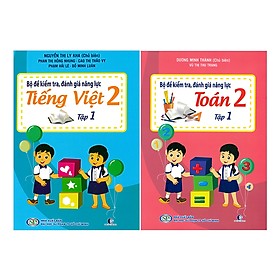 NGUYỄN THỊ LY KHA (Chủ biên)
PHAN THỊ HỒNG NHUNG - CAO THỊ THẢO VY
PHẠM HẢI LÊ - ĐỖ MINH LUÂN
Bộ đề kiểm tra, đánh giá năng lực
Tiếng Việt 2
Tập 1
DƯƠNG MINH THÀNH (Chủ biên)
VŨ THỊ THU TRANG
Bộ đề kiểm tra, đánh giá năng lực
Toán 2
Tập 1